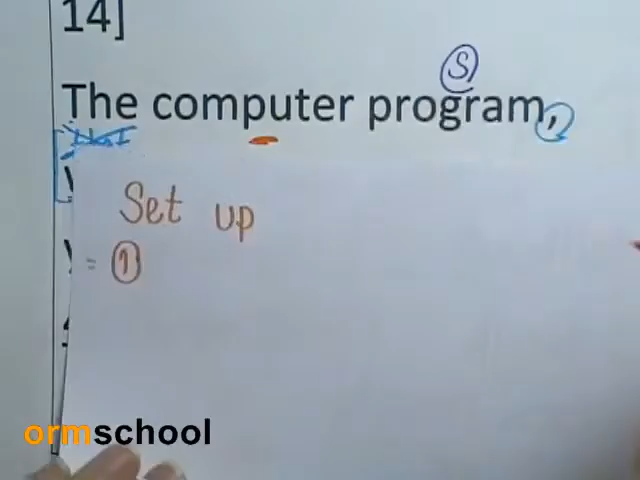 14]
S
The computer program,
Set up
= 1
ormschool